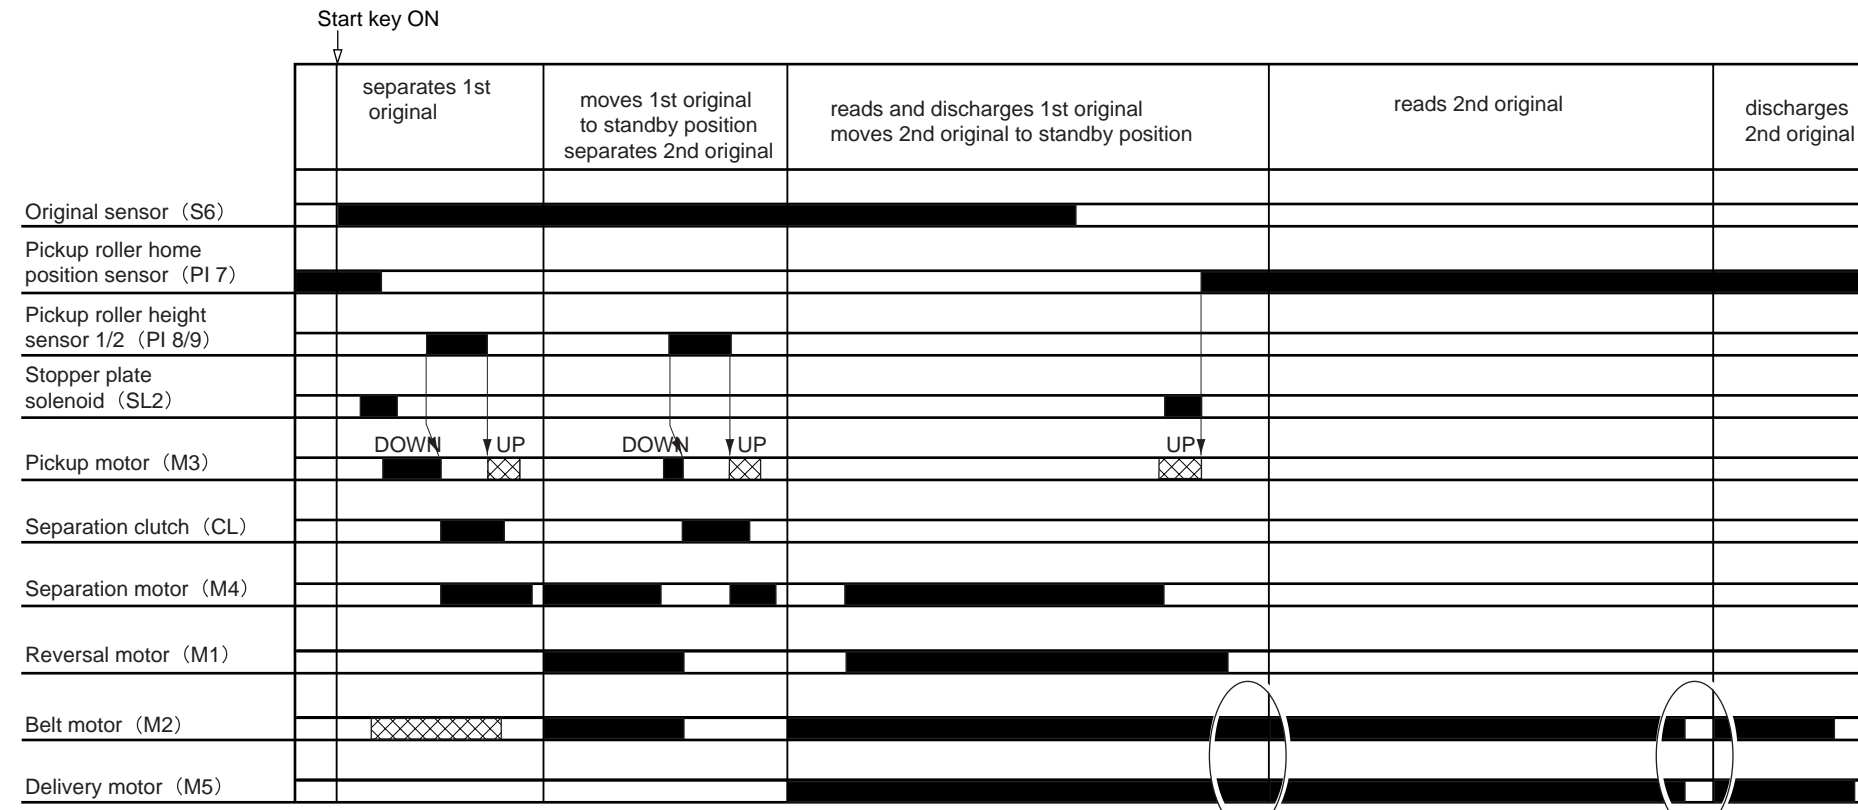 Start key ON
separates 1st
original
moves 1st original
to standby position
separates 2nd original
reads and discharges 1st original
moves 2nd original to standby position
reads 2nd original
discharges
2nd original
Original sensor（S6）
Pickup roller home
position sensor（PI 7）
Pickup roller height
sensor 1/2（PI 8/9）
Stopper plate
solenoid（SL2）
DOWN UP DOWN UP UP
Pickup motor（M3）
Separation clutch（CL）
Separation motor（M4）
Reversal motor（M1）
Belt motor（M2）
Delivery motor（M5）